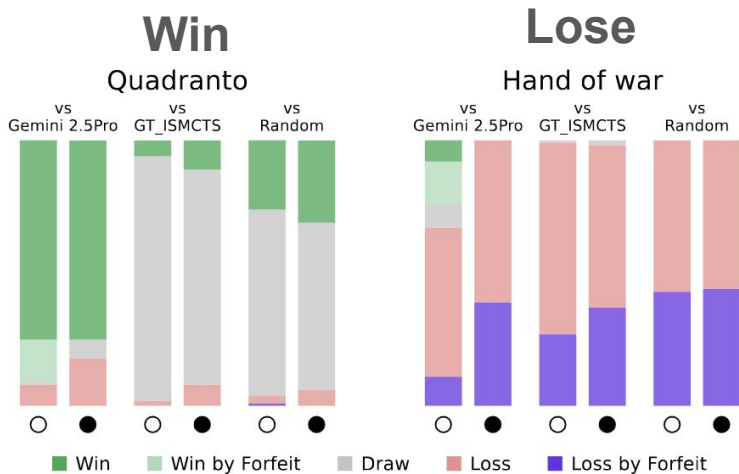 Win
Lose
Quadranto
Hand of war
vs
Gemini 2.5Pro
vs
GT_ISMCTS
vs
Random
vs
Gemini 2.5Pro
vs
GT_ISMCTS
vs
Random
Win
Win by Forfeit
Draw
Loss
Loss by Forfeit